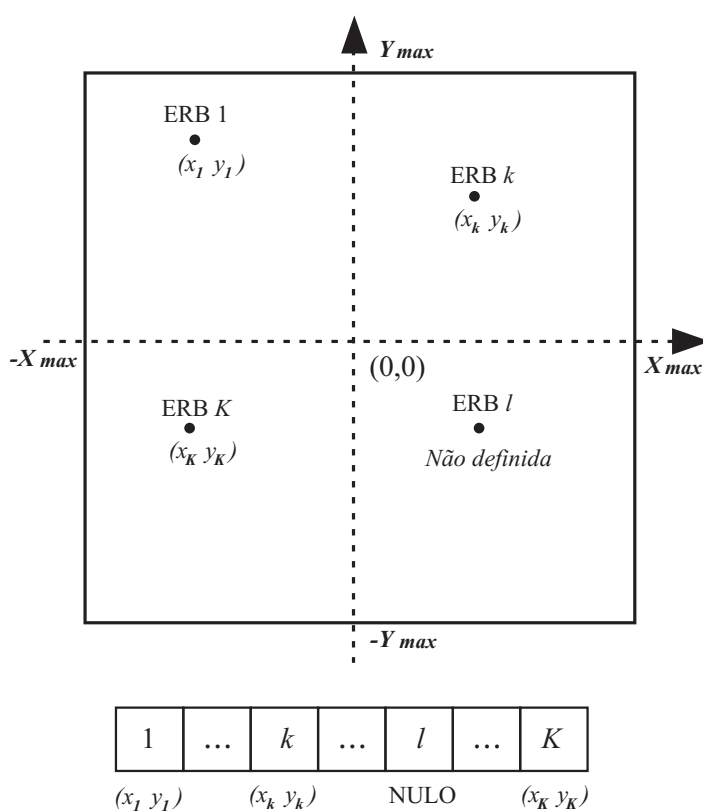 Y max
ERB 1
(x1 y1)
ERB k
(xk yk)
-X max
(0,0)
X max
ERB K
(xK yK)
ERB l
Não definida
-Y max
1 ... k ... l ... K
(x1 y1) (xk yk) NULO (xK yK)